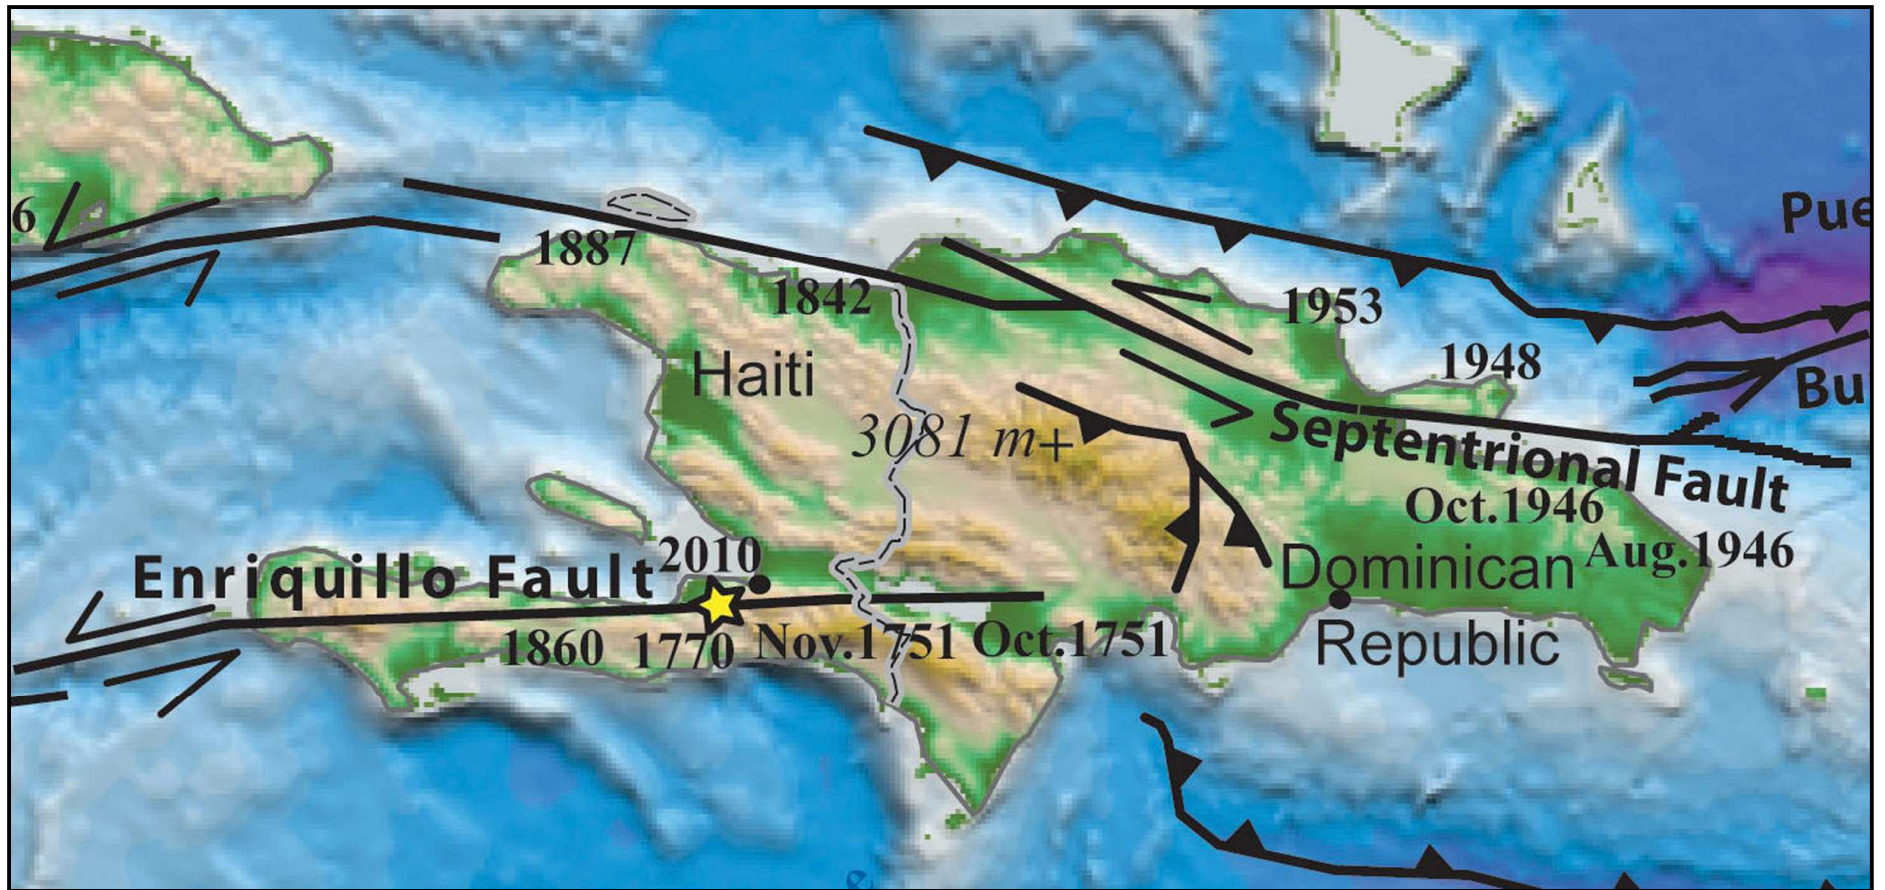 6
Pue
1887
1842
1953
Haiti
1948
Bu
3081 m+
Septentrional Fault
Oct.1946
Aug.1946
Enriquillo Fault
2010
Dominican
Republic
1860
1770
Nov.1751
Oct.1751
e